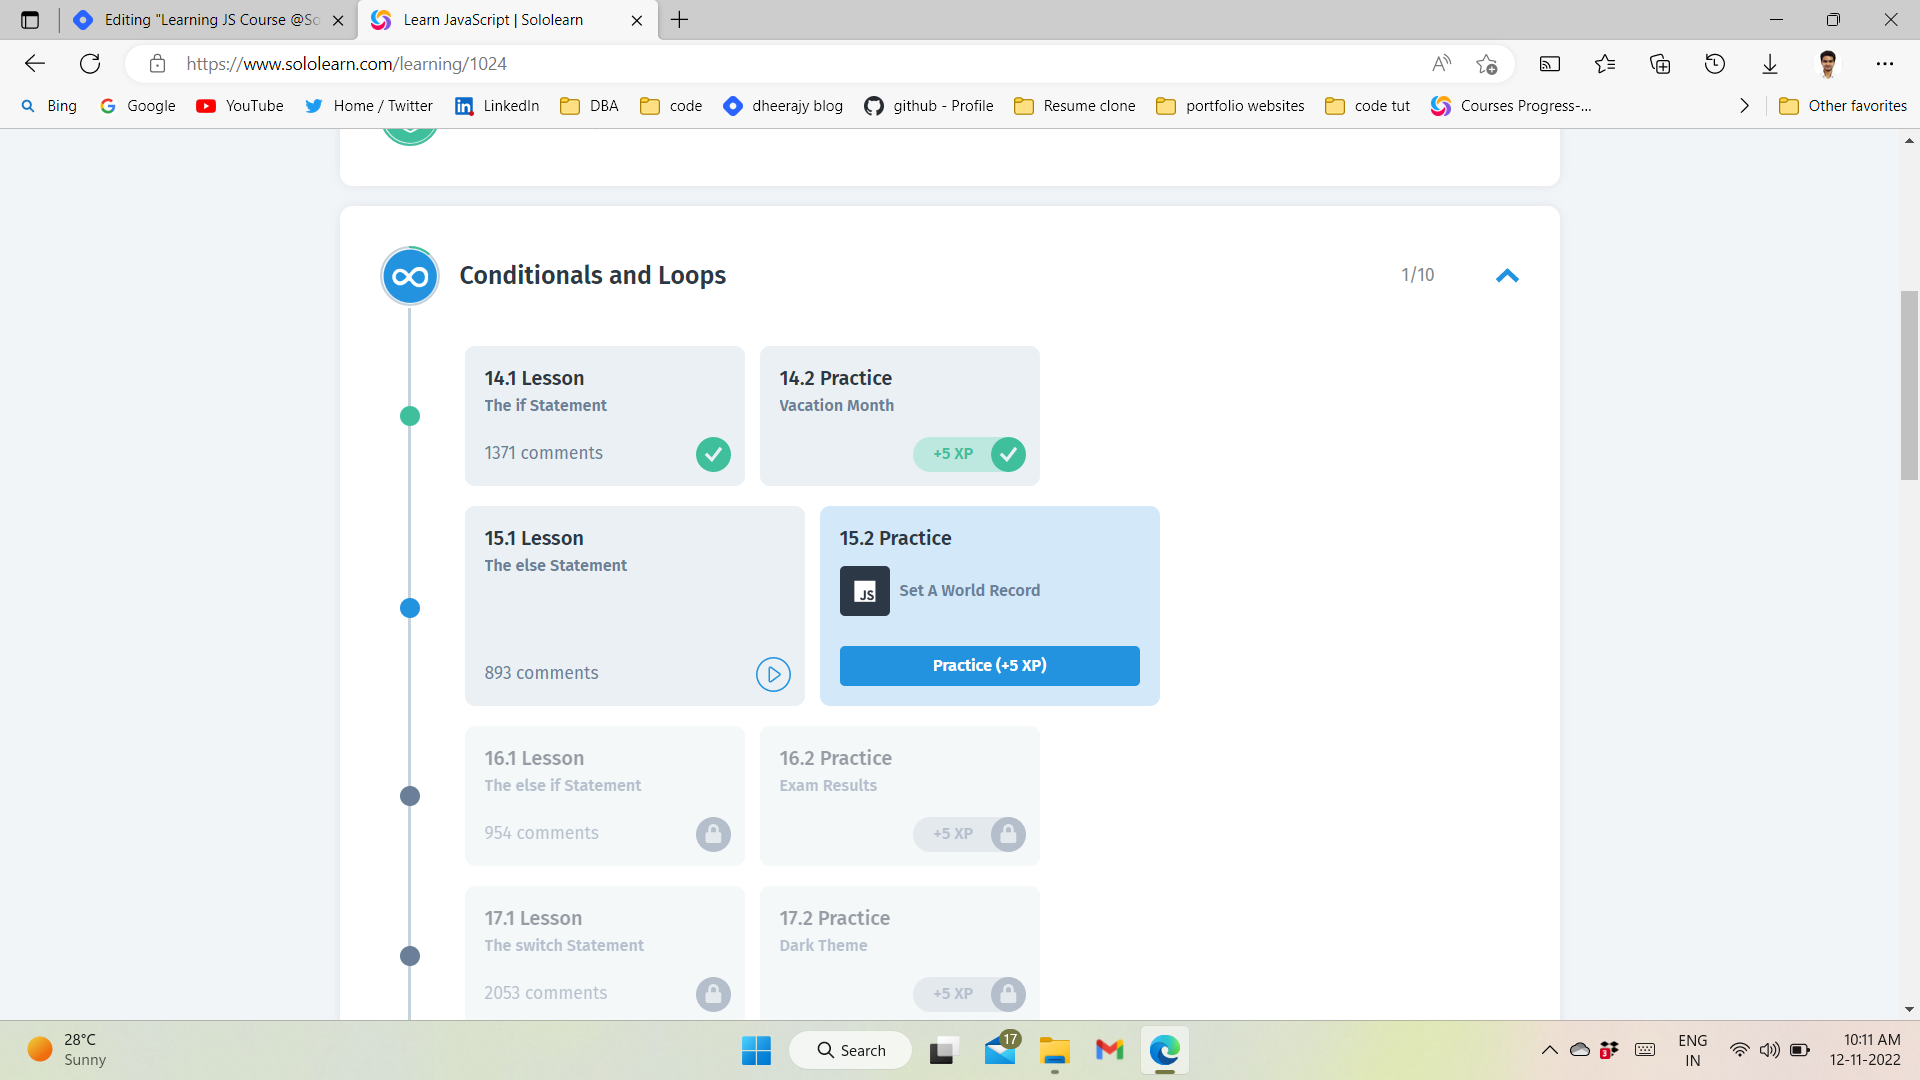 Editing "Learning JS Course @So
Learn JavaScript | Sololearn
https://www.sololearn.com/learning/1024
Bing
Google
YouTube
Home / Twitter
LinkedIn
DBA
code
dheerajy blog
github - Profile
Resume clone
portfolio websites
code tut
Courses Progress-...
Other favorites
Conditionals and Loops
1/10
14.1 Lesson
The if Statement
1371 comments
14.2 Practice
Vacation Month
+5 XP
15.1 Lesson
The else Statement
893 comments
15.2 Practice
JS
Set A World Record
Practice (+5 XP)
16.1 Lesson
The else if Statement
954 comments
16.2 Practice
Exam Results
+5 XP
17.1 Lesson
The switch Statement
2053 comments
17.2 Practice
Dark Theme
+5 XP
28°C
Sunny
Search
17
3
ENG
IN
10:11 AM
12-11-2022